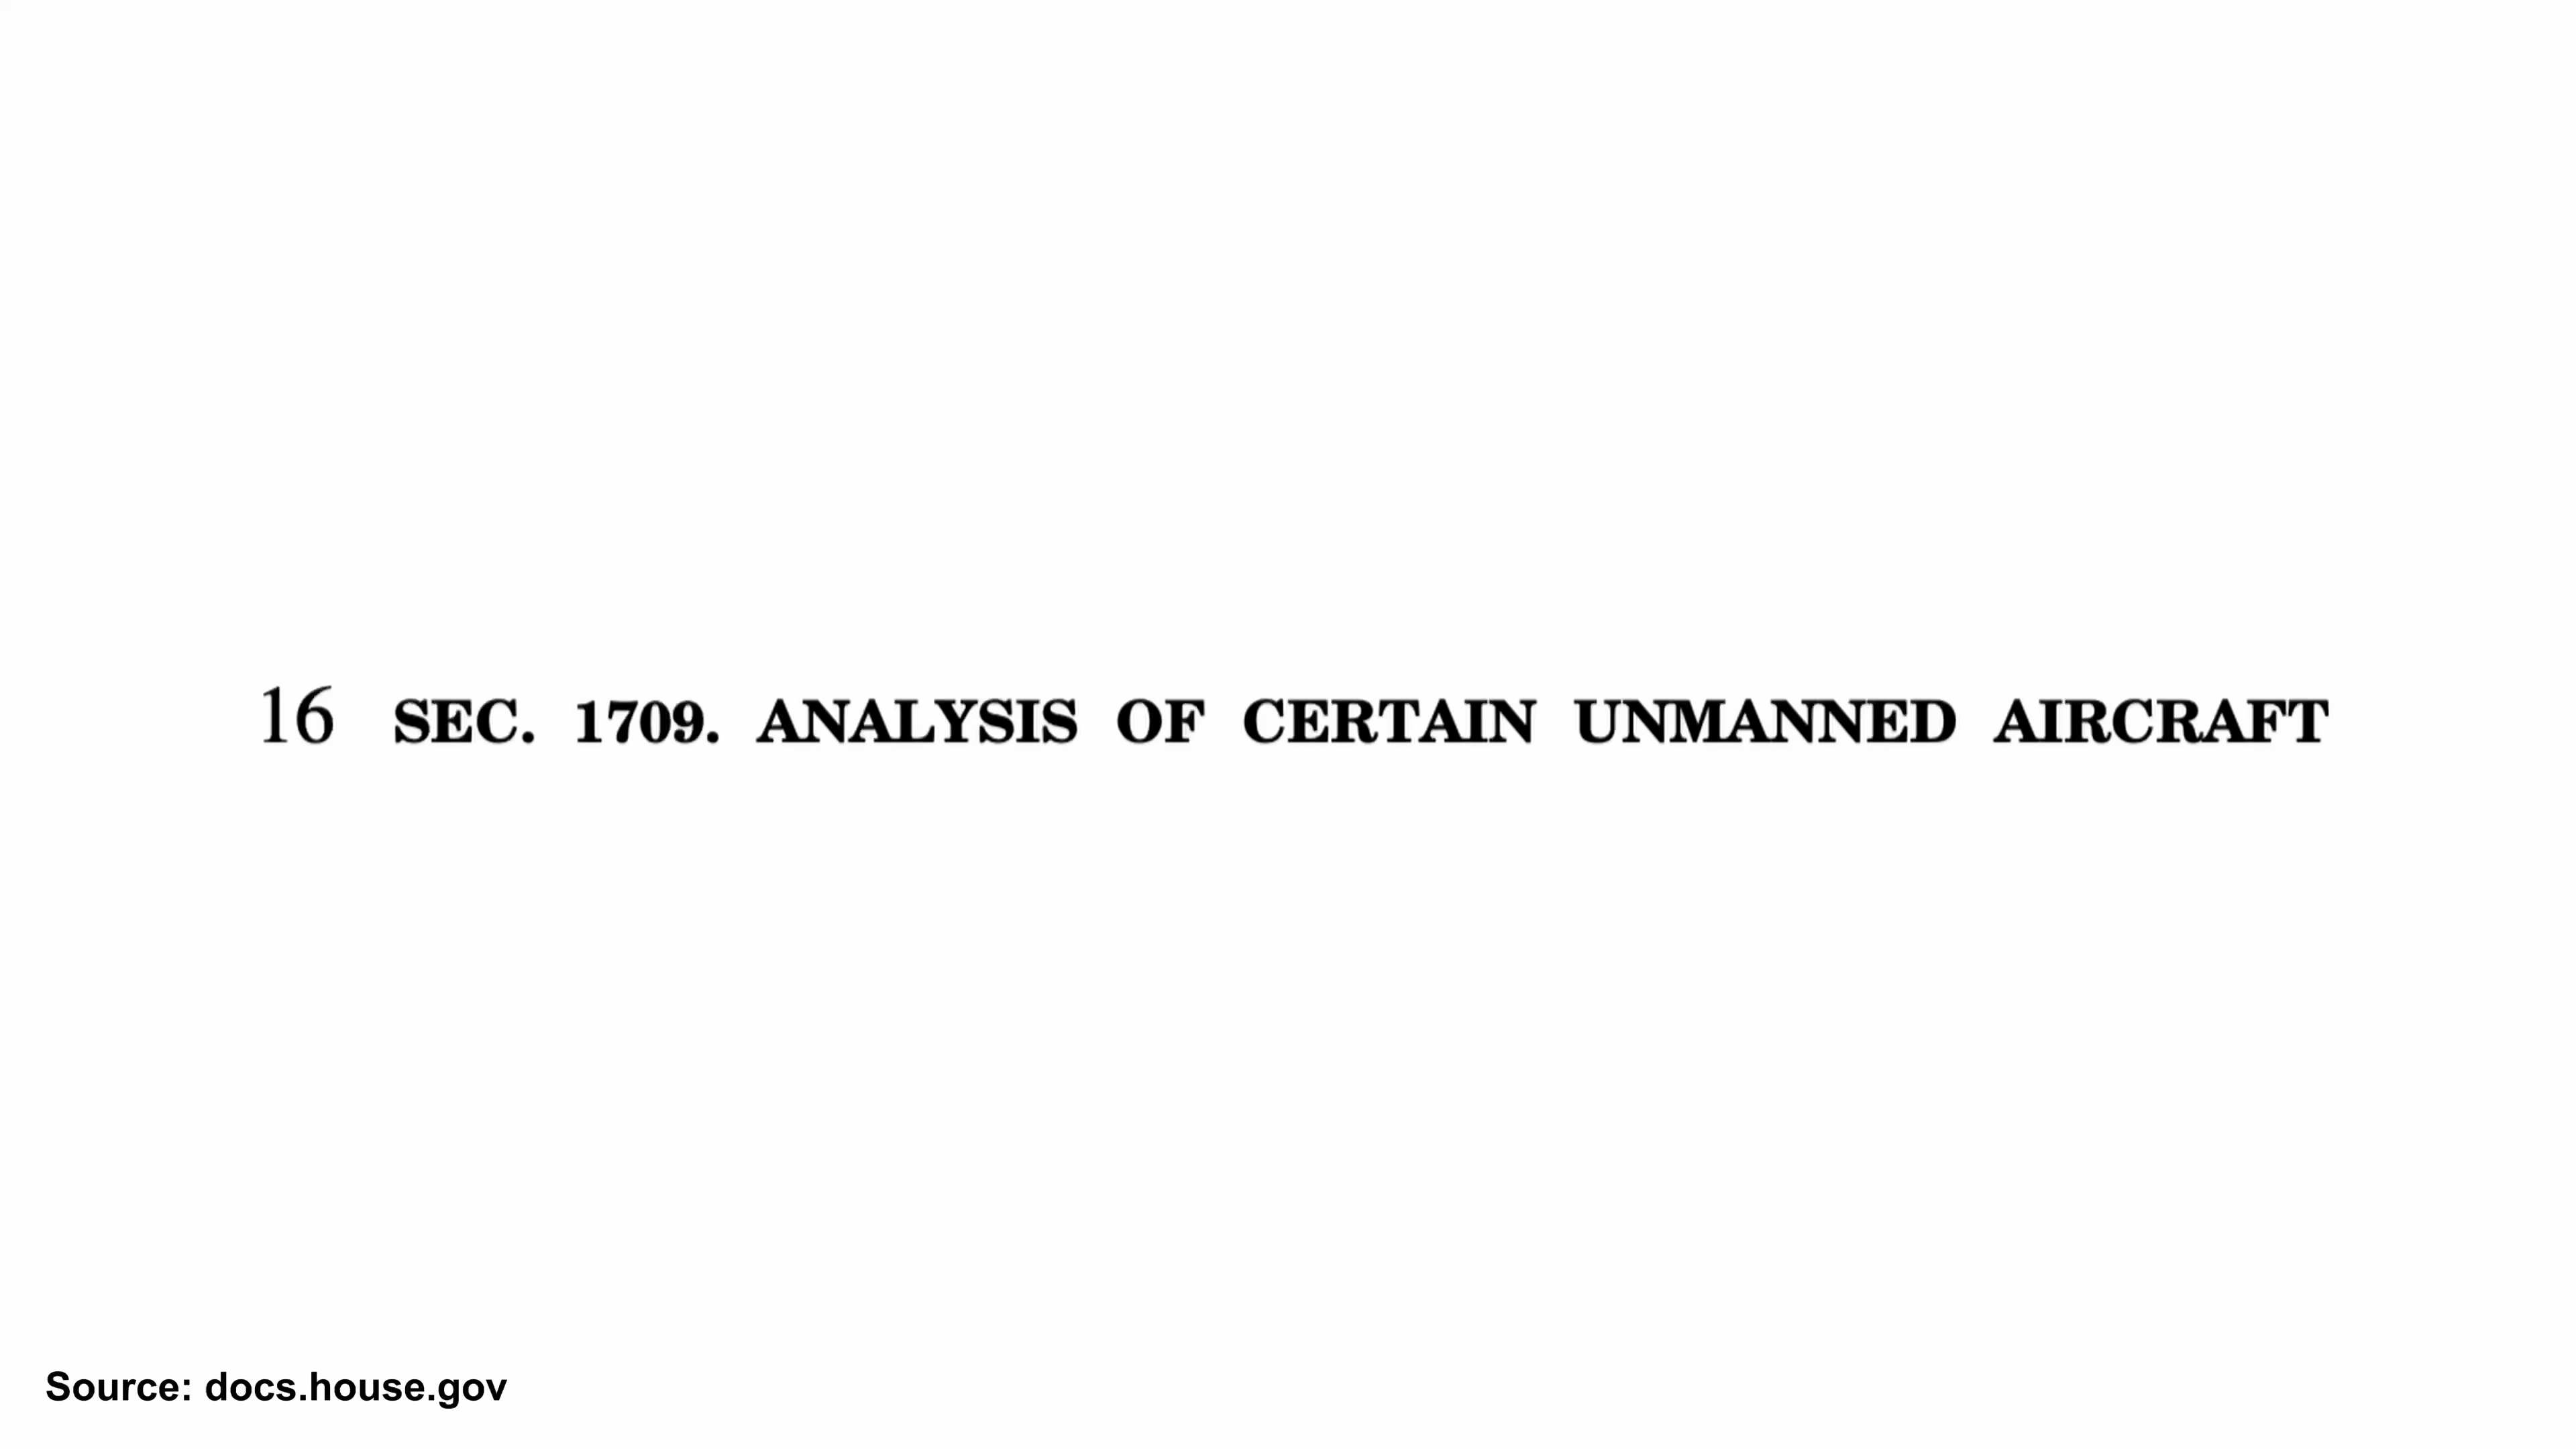 16 SEC. 1709. ANALYSIS OF CERTAIN UNMANNED AIRCRAFT
Source: docs.house.gov